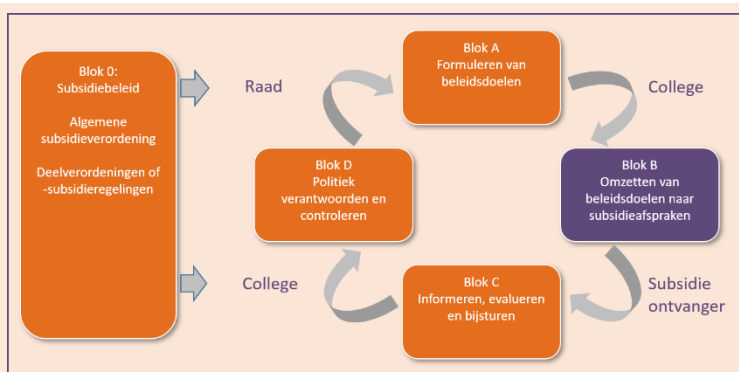 Blok 0:
Subsidiebeleid
Algemene
subsidieverordening
Deelverordeningen of
-subsidieregelingen
Raad
Blok A
Formuleren van
beleidsdoelen
College
Blok D
Politiek
verantwoorden en
controleren
Blok B
Omzetten van
beleidsdoelen naar
subsidieafspraken
College
Blok C
Informeren, evalueren
en bijsturen
Subsidie
ontvanger